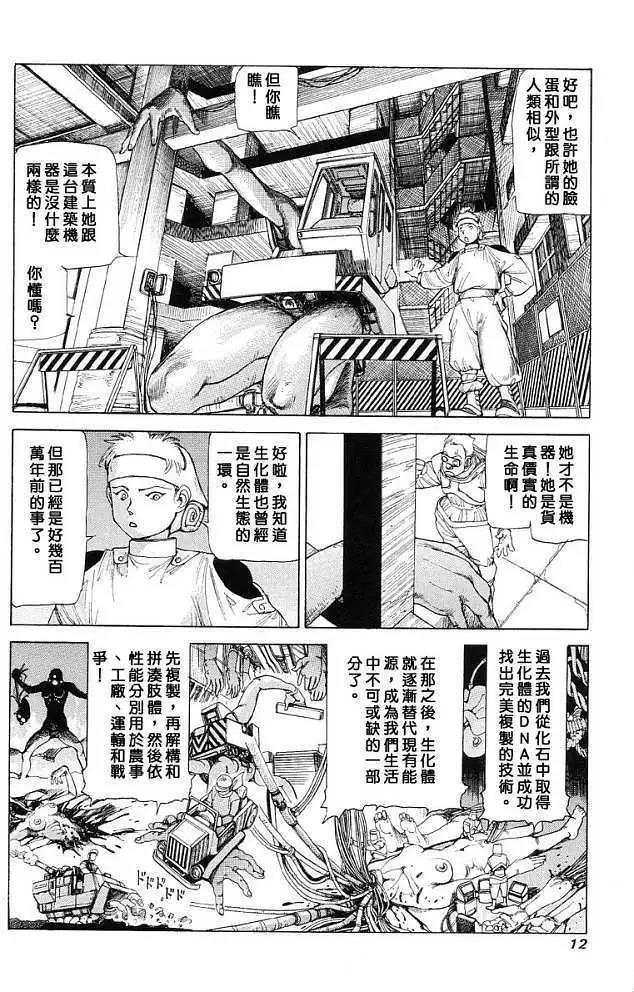 好吧，也許她的臉
蛋和外型跟所謂的
人類相似，
但你瞧
瞧！
本質上她跟
這台建築機
器是沒什麼
兩樣的！
你懂嗎？
她才不是機
器！她是貨
真價實的
生命啊！
好啦，我知道
生化體也曾經
是自然生態的
一環。
但那已經是好幾百
萬年前的事了。
過去我們從化石中取得
生化體的DNA並成功
找出完美複製的技術。
在那之後，生化體
就逐漸替代現有能
源，成為我們生活
中不可或缺的一部
分了。
先複製，再解構和
拼湊肢體，然後依
性能分別用於農事
、工廠、運輸和戰
爭！
12